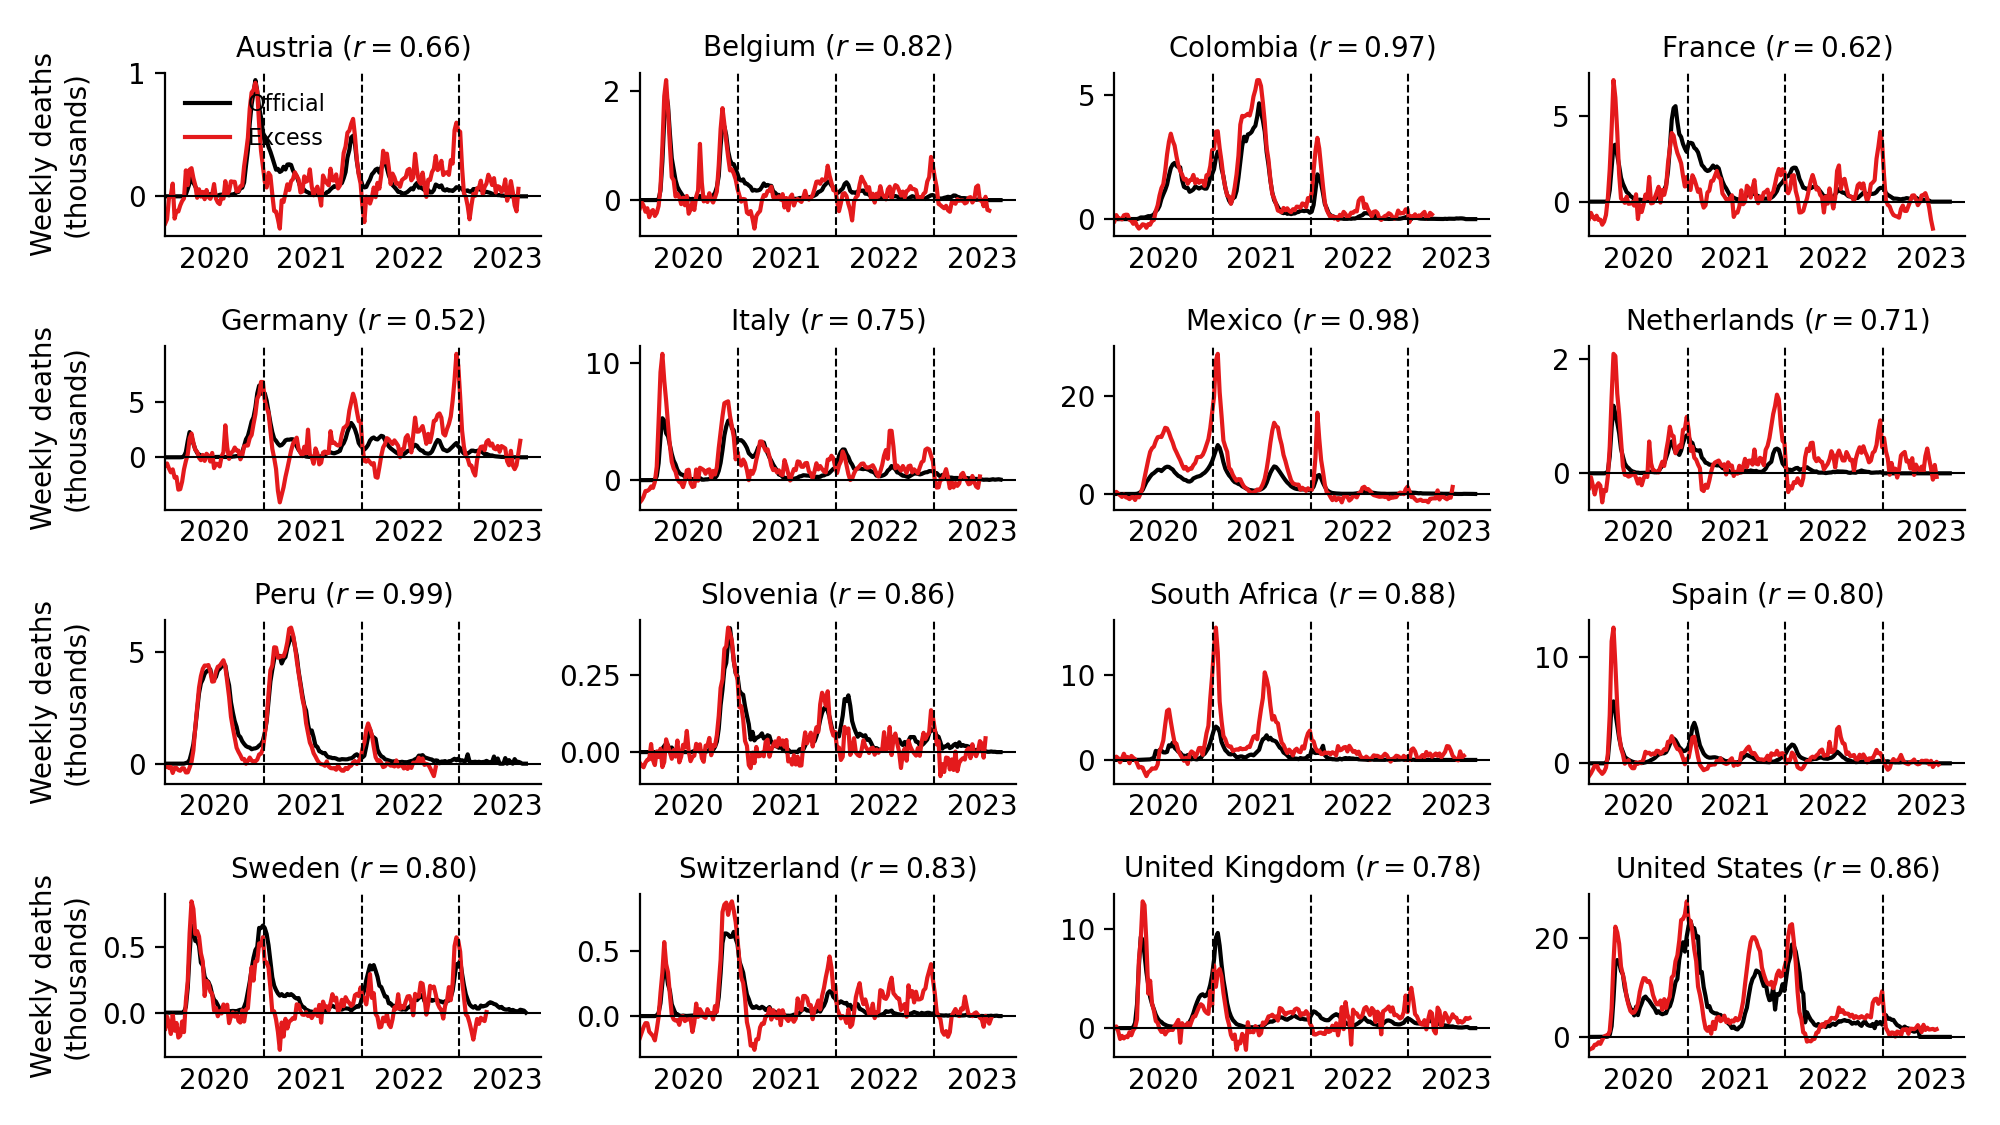 Austria (r = 0.66)
Belgium (r = 0.82)
Colombia (r = 0.97)
France (r = 0.62)
Weekly deaths
(thousands)
1
0
Official
Excess
2
0
5
0
5
0
2020 2021 2022 2023
2020 2021 2022 2023
2020 2021 2022 2023
2020 2021 2022 2023
Germany (r = 0.52)
Italy (r = 0.75)
Mexico (r = 0.98)
Netherlands (r = 0.71)
Weekly deaths
(thousands)
5
0
10
0
20
0
2
0
2020 2021 2022 2023
2020 2021 2022 2023
2020 2021 2022 2023
2020 2021 2022 2023
Peru (r = 0.99)
Slovenia (r = 0.86)
South Africa (r = 0.88)
Spain (r = 0.80)
Weekly deaths
(thousands)
5
0
0.25
0.00
10
0
10
0
2020 2021 2022 2023
2020 2021 2022 2023
2020 2021 2022 2023
2020 2021 2022 2023
Sweden (r = 0.80)
Switzerland (r = 0.83)
United Kingdom (r = 0.78)
United States (r = 0.86)
Weekly deaths
(thousands)
0.5
0.0
0.5
0.0
10
0
20
0
2020 2021 2022 2023
2020 2021 2022 2023
2020 2021 2022 2023
2020 2021 2022 2023